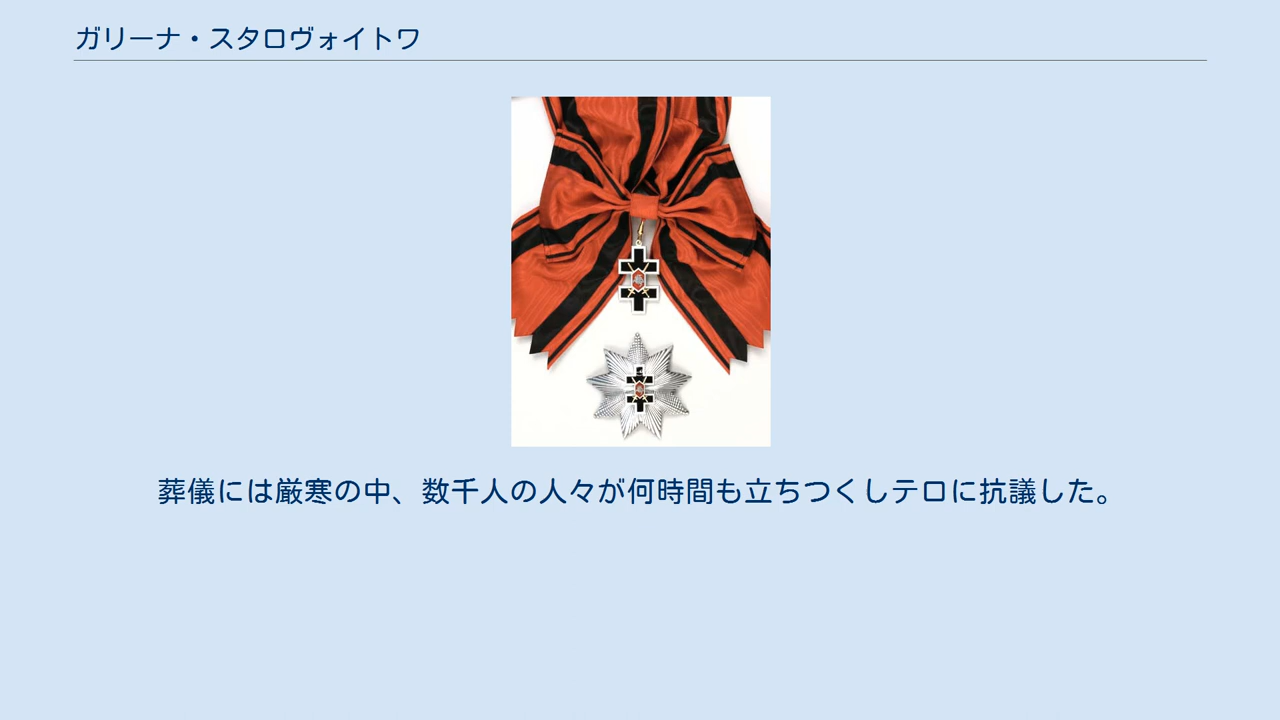 ガリーナ・スタロヴォイトワ
葬儀には厳寒の中、数千人の人々が何時間も立ちつくしテロに抗議した。